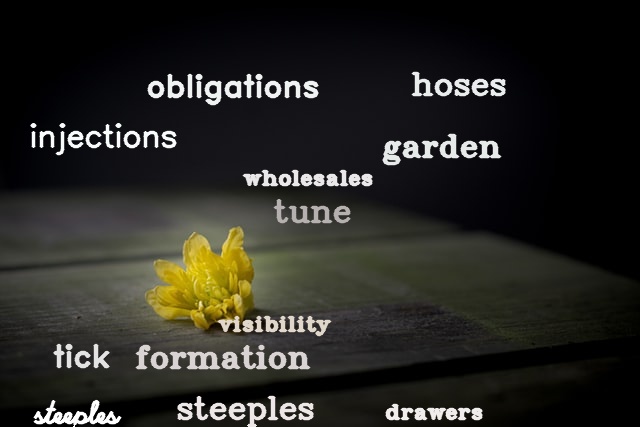 obligations hoses
injections garden
wholesales
tune
visibility
tick formation
steeples steeples drawers